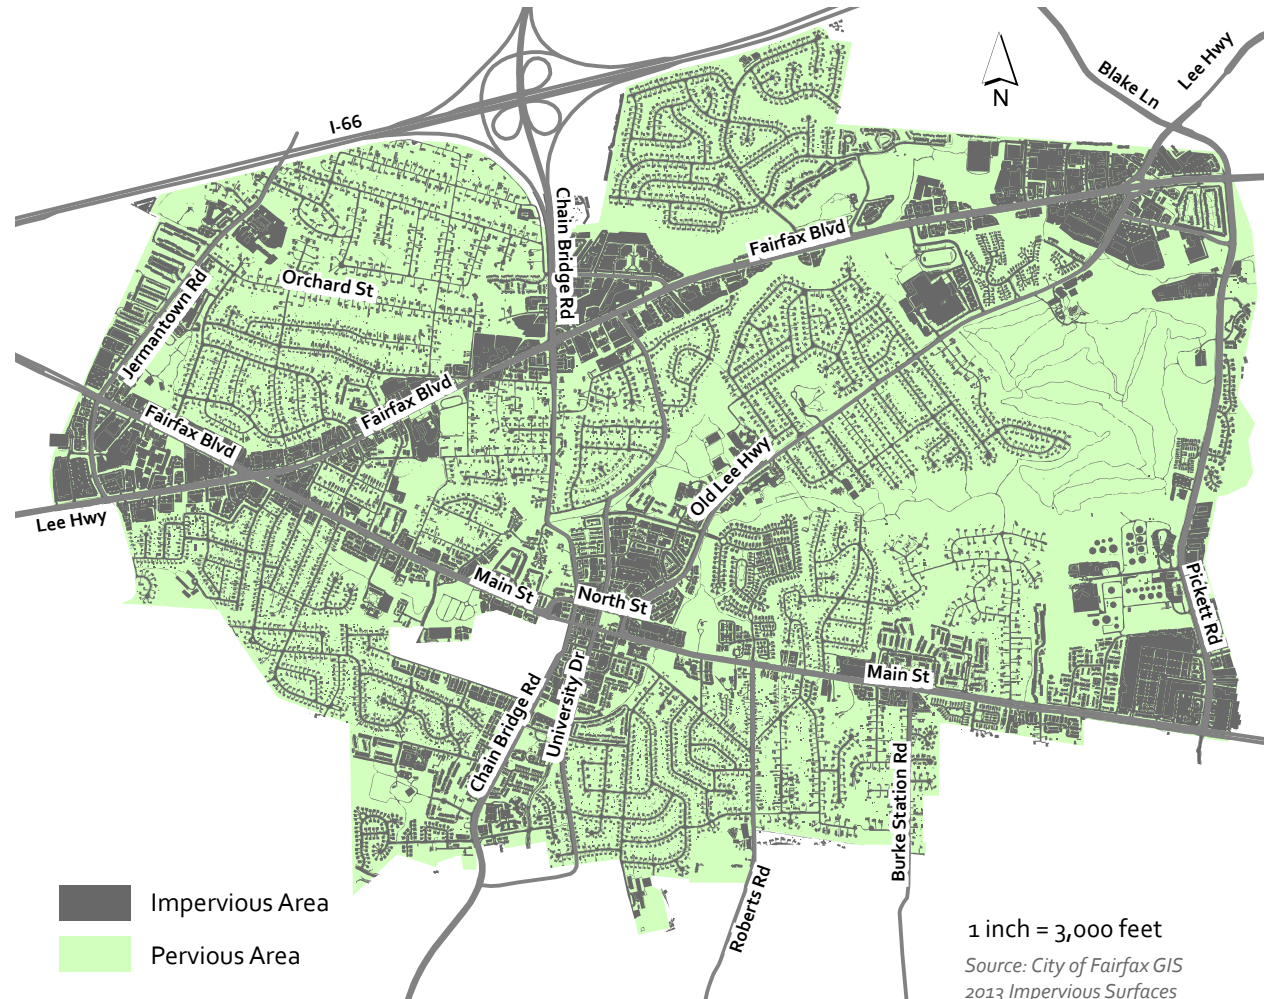 I-66
Blake Ln
Lee Hwy
N
Chain Bridge Rd
Fairfax Blvd
Orchard St
Jermantown Rd
Fairfax Blvd
Fairfax Blvd
Old Lee Hwy
Lee Hwy
Main St
North St
Pickett Rd
Main St
University Dr
Chain Bridge Rd
Burke Station Rd
Roberts Rd
Impervious Area
Pervious Area
1 inch = 3,000 feet
Source: City of Fairfax GIS
2013 Impervious Surfaces